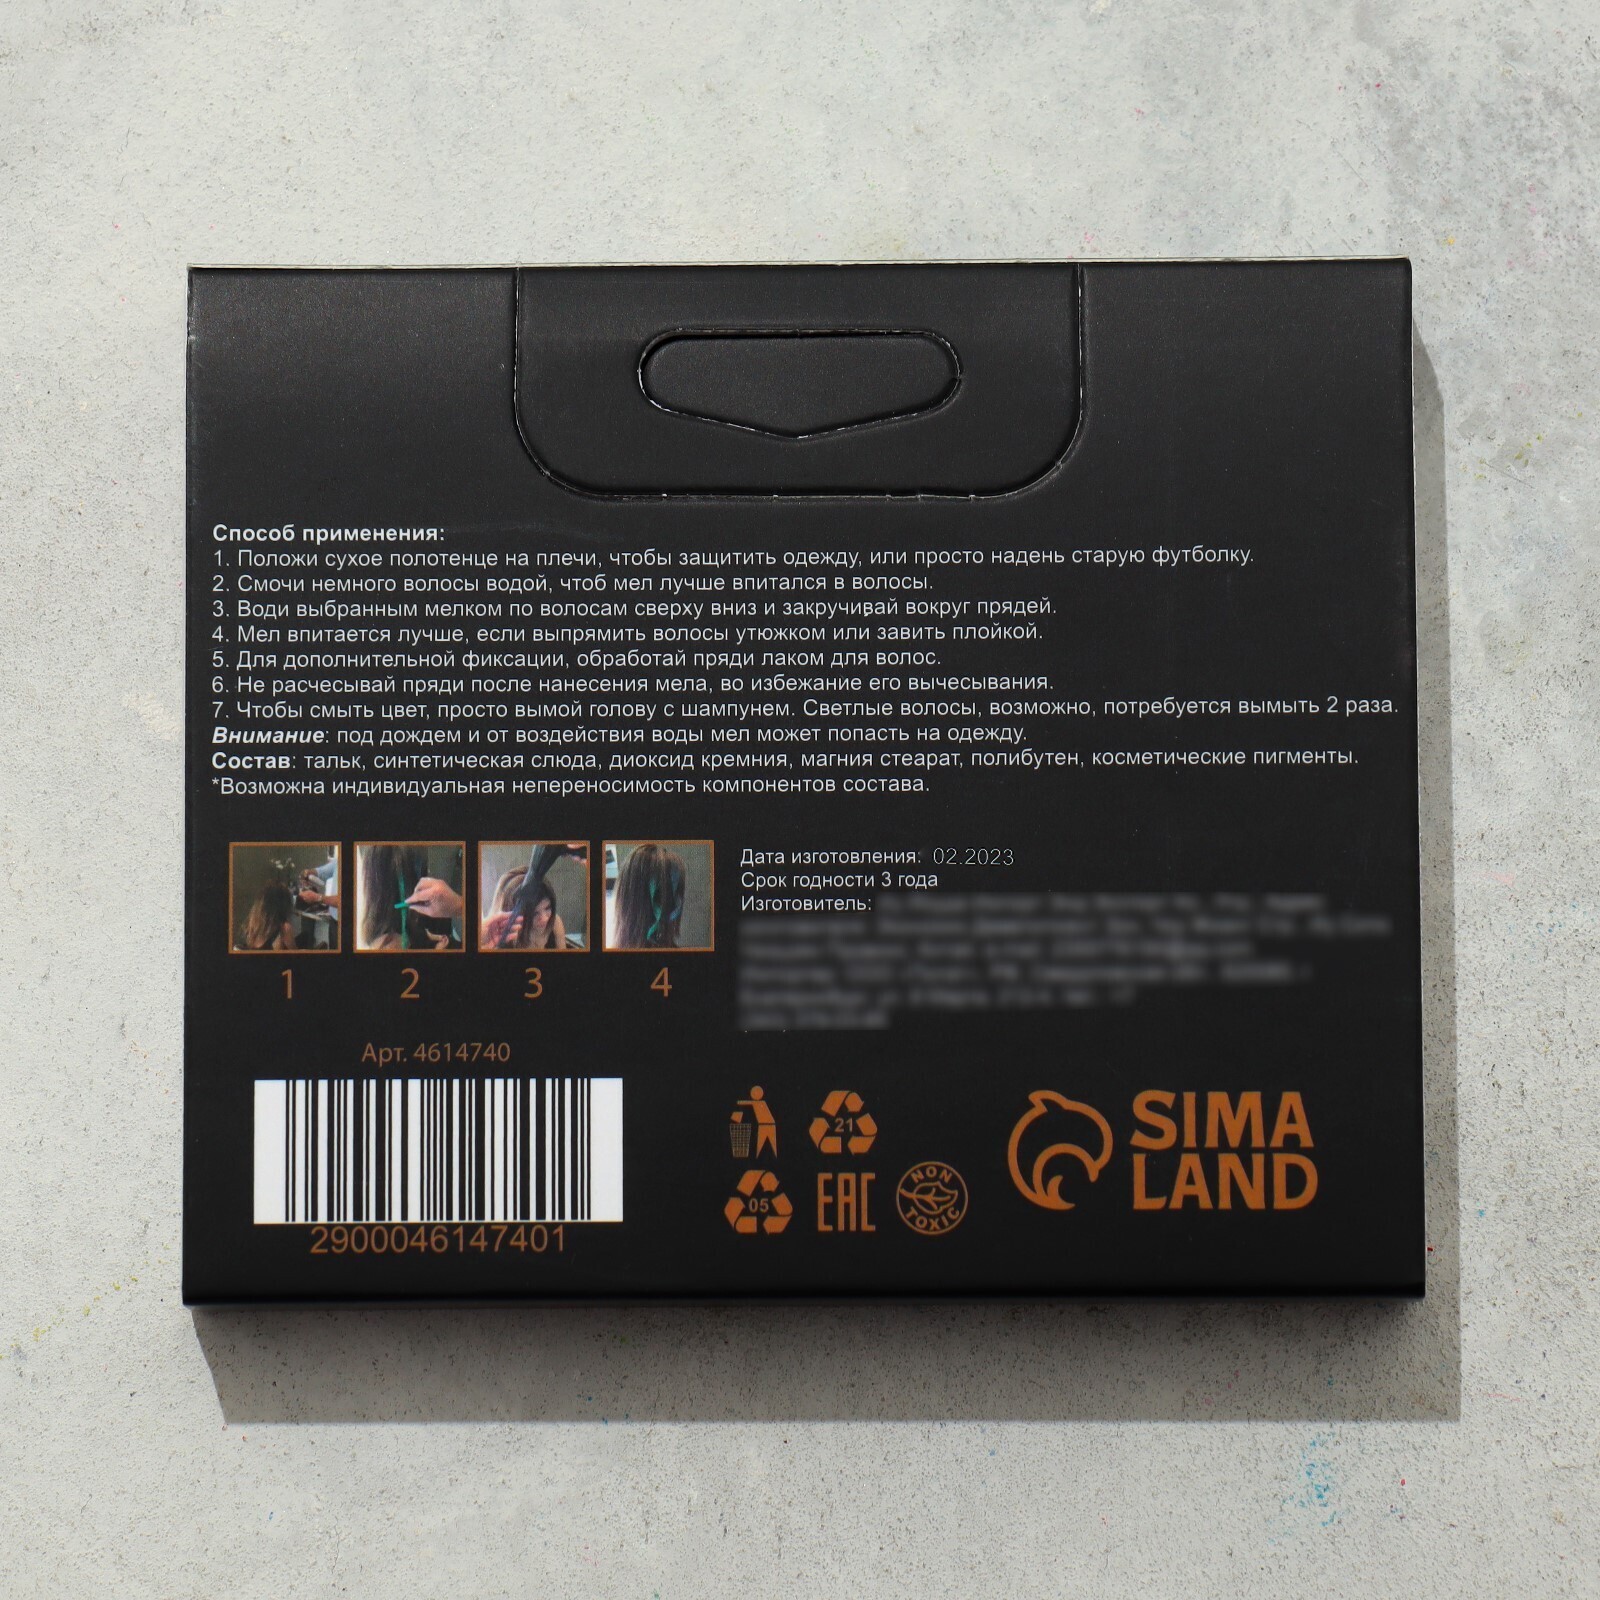 Способ применения:
1. Положи сухое полотенце на плечи, чтобы защитить одежду, или просто надень старую футболку.
2. Смочи немного волосы водой, чтоб мел лучше впитался в волосы.
3. Води выбранным мелком по волосам сверху вниз и закручивай вокруг прядей.
4. Мел впитается лучше, если выпрямить волосы утюжком или завить плойкой.
5. Для дополнительной фиксации, обработай пряди лаком для волос.
6. Не расчесывай пряди после нанесения мела, во избежание его вычесывания.
7. Чтобы смыть цвет, просто вымой голову с шампунем. Светлые волосы, возможно, потребуется вымыть 2 раза.
Внимание: под дождем и от воздействия воды мел может попасть на одежду.
Состав: тальк, синтетическая слюда, диоксид кремния, магния стеарат, полибутен, косметические пигменты.
*Возможна индивидуальная непереносимость компонентов состава.
1 2 3 4
Дата изготовления: 02.2023
Срок годности 3 года
Изготовитель:
Арт. 4614740
2900046147401
21
05
EAC
NON TOXIC
SIMA
LAND